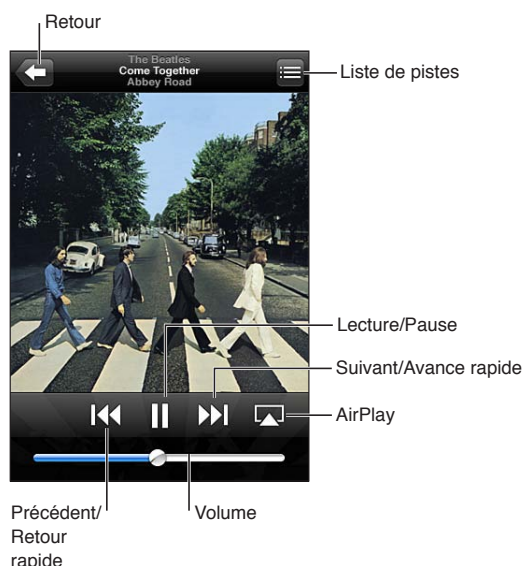 Retour
The Beatles
Come Together
Abbey Road
Liste de pistes
Lecture/Pause
Suivant/Avance rapide
AirPlay
Précédent/
Retour
rapide
Volume